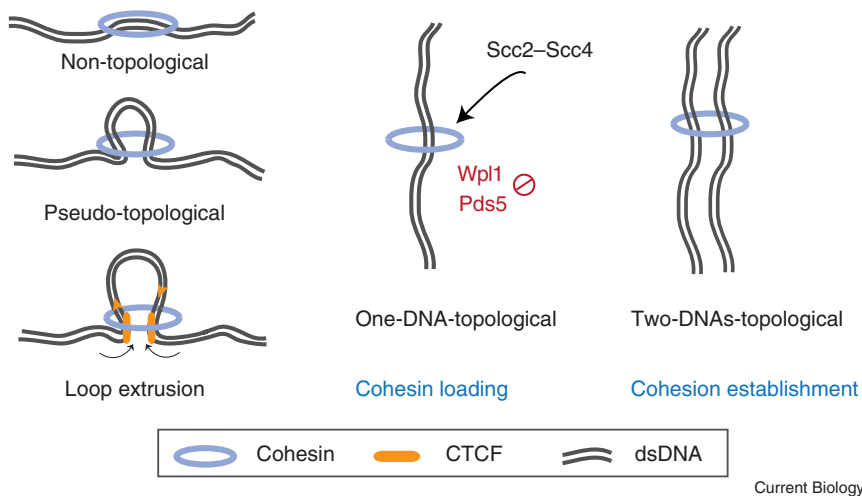 Non-topological
Pseudo-topological
Loop extrusion
Scc2–Scc4
Wpl1
Pds5
One-DNA-topological
Cohesin loading
Two-DNAs-topological
Cohesion establishment
Cohesin
CTCF
dsDNA
Current Biology